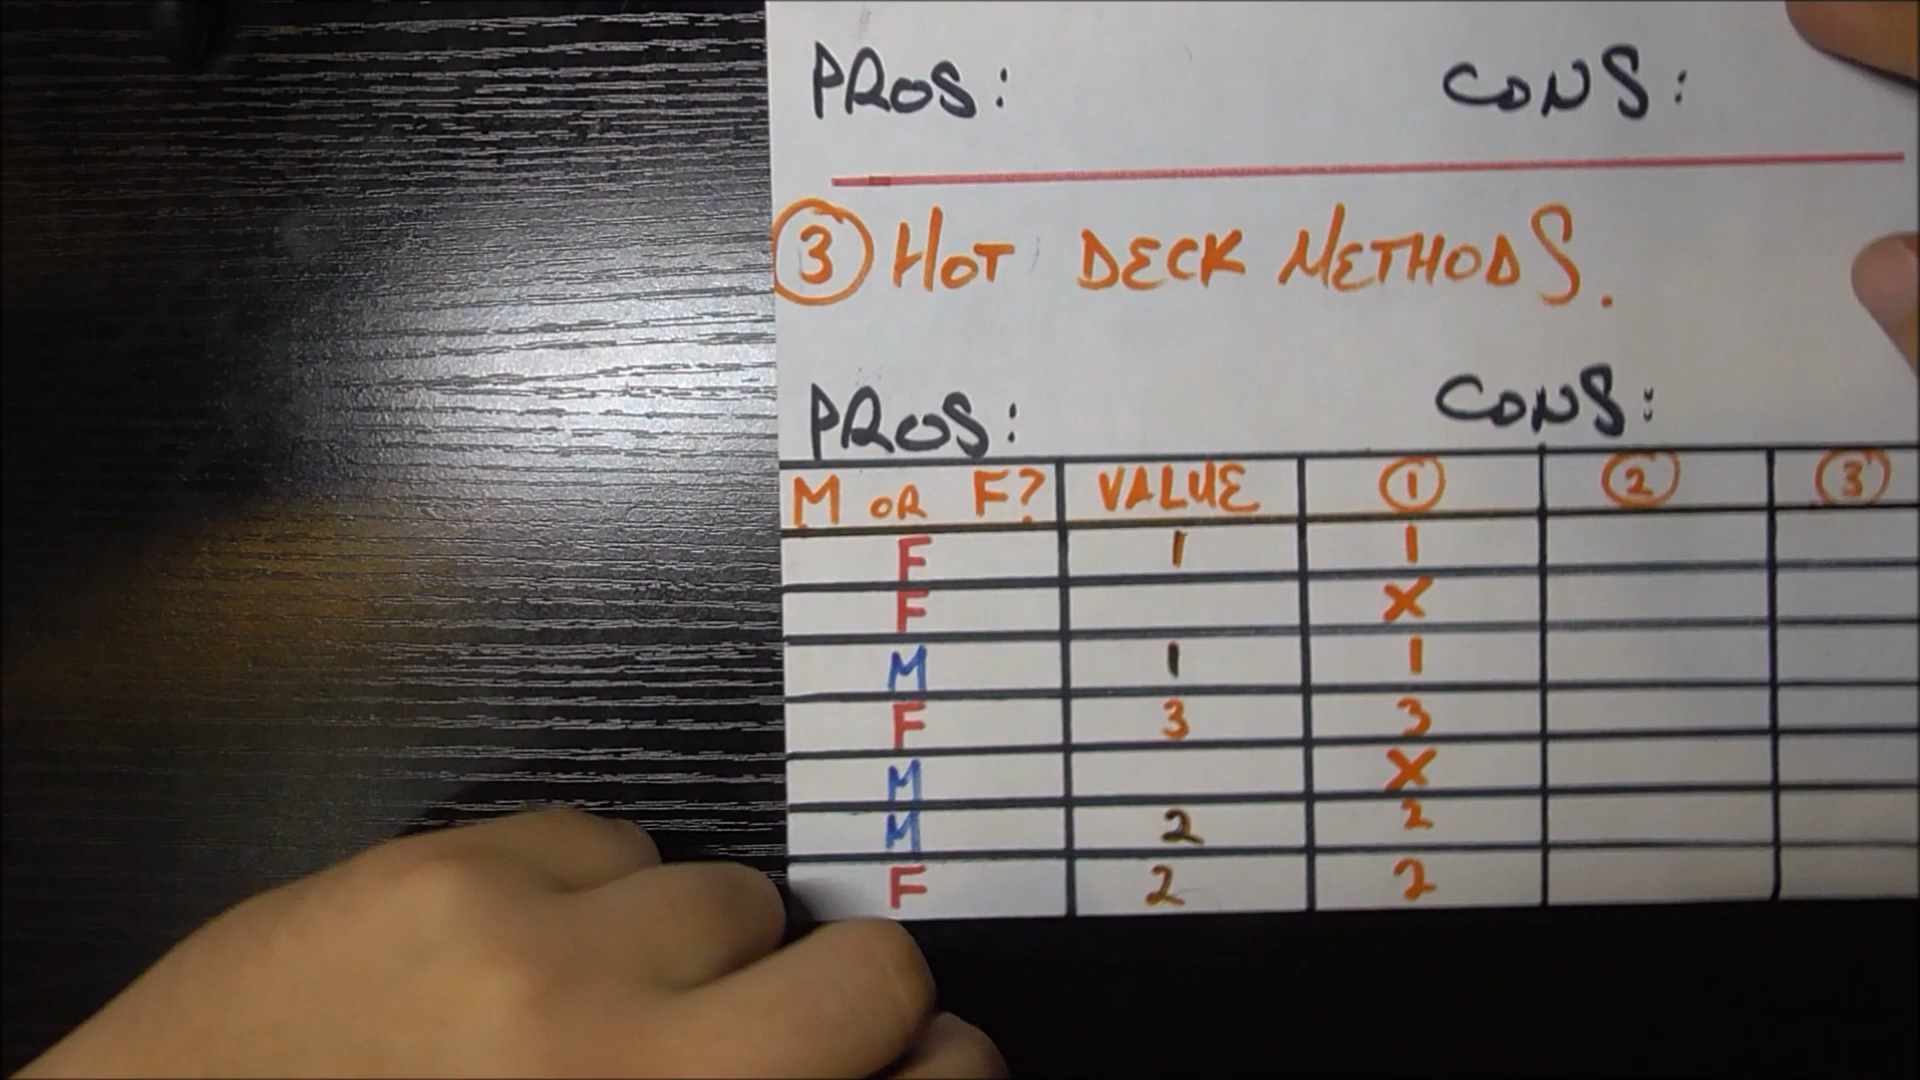 PROS: CONS:
3 HOT DECK METHODS.
PROS: CONS:
M OR F? VALUE 1 2 3
F 1 1
F X
M 1 1
F 3 3
M X
M 2 2
F 2 2